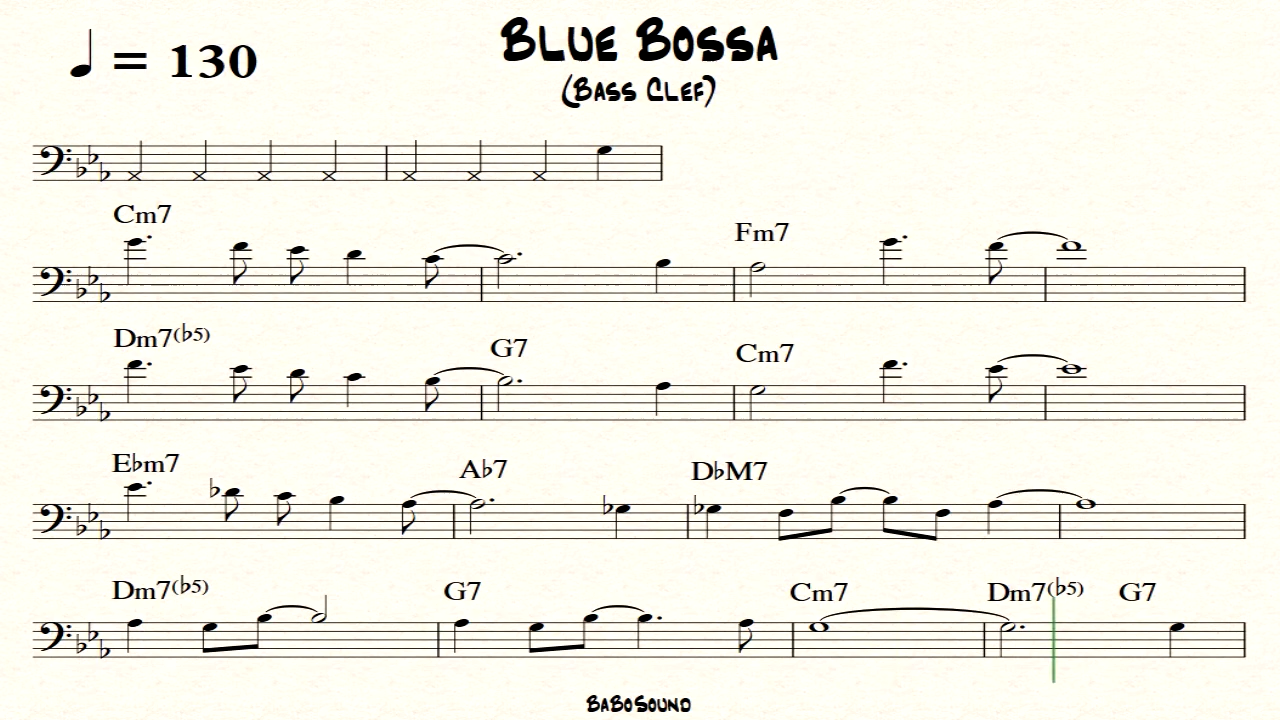 BLUE BOSSA
♩ = 130
(BASS CLEF)
Cm7 Fm7
Dm7(♭5) G7 Cm7
E♭m7 A♭7 D♭M7
Dm7(♭5) G7 Cm7 Dm7(♭5) G7
BABOSOUND